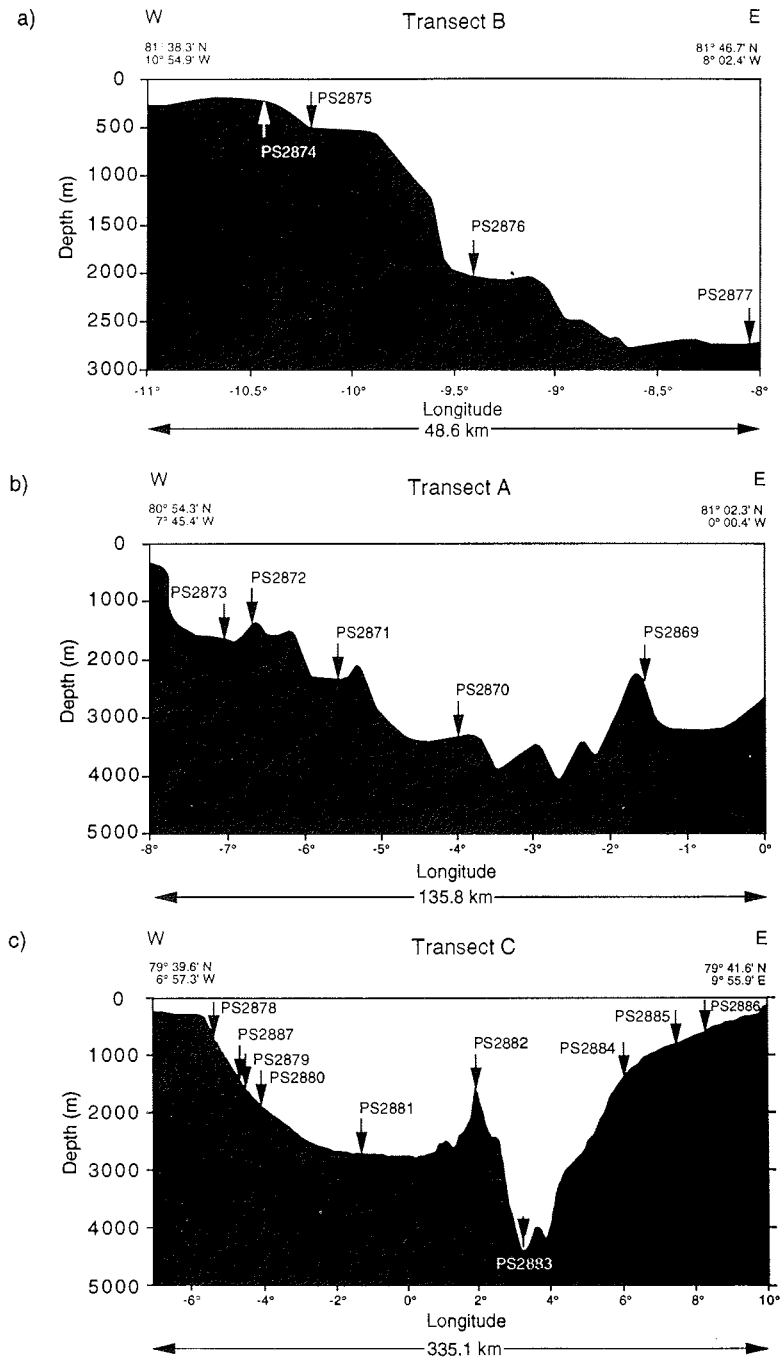 a)
W
Transect B
E
81° 38.3' N
10° 54.9' W
81° 46.7' N
8° 02.4' W
Depth (m)
0
500
1000
1500
2000
2500
3000
PS2875
PS2874
PS2876
PS2877
-11°
-10.5°
-10°
-9.5°
-9°
-8,5°
-8°
Longitude
48.6 km
b)
W
Transect A
E
80° 54.3' N
7° 45.4' W
81° 02.3' N
0° 00.4' W
Depth (m)
0
1000
2000
3000
4000
5000
PS2873
PS2872
PS2871
PS2870
PS2869
-8°
-7°
-6°
-5°
-4°
-3°
-2°
-1°
0°
Longitude
135.8 km
c)
W
Transect C
E
79° 39.6' N
6° 57.3' W
79° 41.6' N
9° 55.9' E
Depth (m)
0
1000
2000
3000
4000
5000
PS2878
PS2887
PS2879
PS2880
PS2881
PS2882
PS2883
PS2884
PS2885
PS2886
-6°
-4°
-2°
0°
2°
4°
6°
8°
10°
Longitude
335.1 km